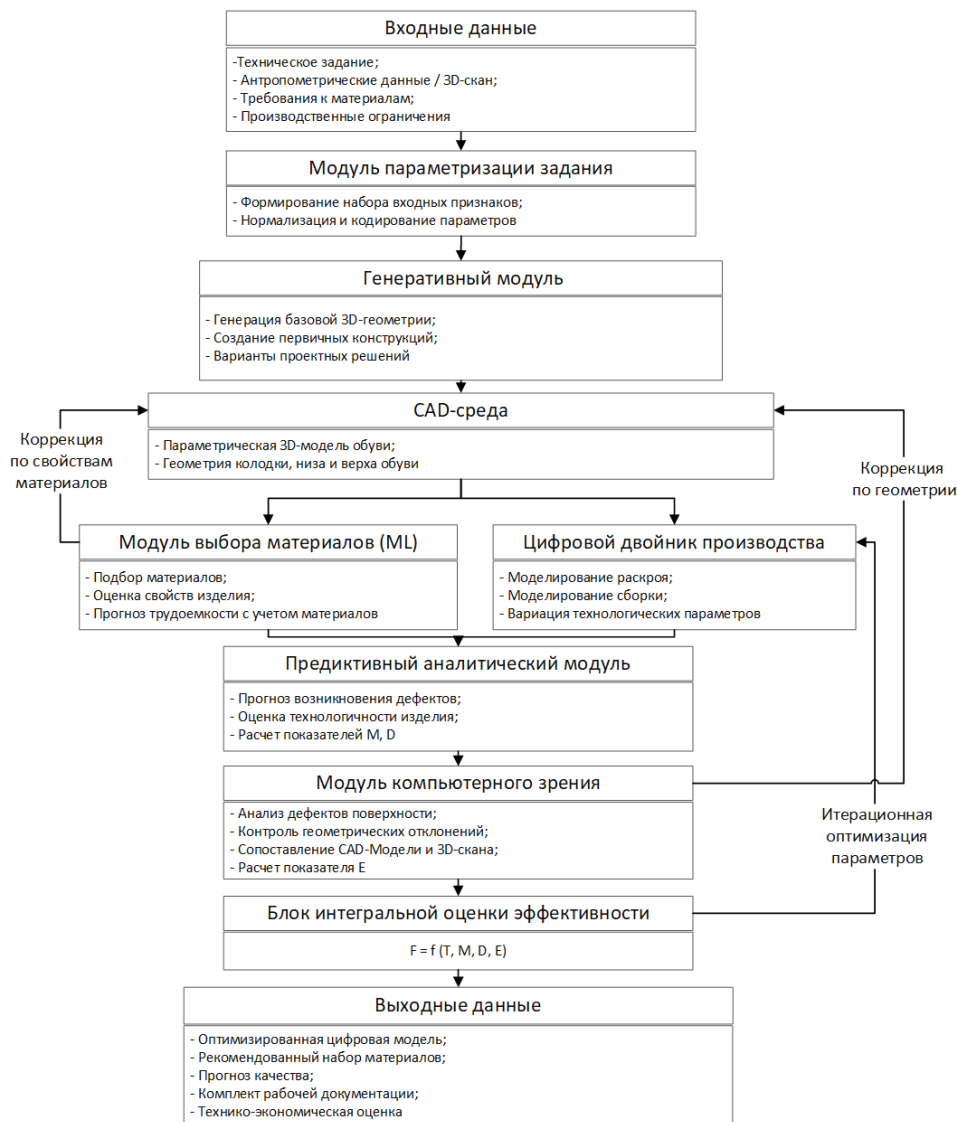 Входные данные
-Техническое задание;
- Антропометрические данные / 3D-скан;
- Требования к материалам;
- Производственные ограничения
Модуль параметризации задания
- Формирование набора входных признаков;
- Нормализация и кодирование параметров
Генеративный модуль
- Генерация базовой 3D-геометрии;
- Создание первичных конструкций;
- Варианты проектных решений
CAD-среда
- Параметрическая 3D-модель обуви;
- Геометрия колодки, низа и верха обуви
Коррекция
по свойствам
материалов
Коррекция
по геометрии
Модуль выбора материалов (ML)
- Подбор материалов;
- Оценка свойств изделия;
- Прогноз трудоемкости с учетом материалов
Цифровой двойник производства
- Моделирование раскроя;
- Моделирование сборки;
- Вариация технологических параметров
Предиктивный аналитический модуль
- Прогноз возникновения дефектов;
- Оценка технологичности изделия;
- Расчет показателей M, D
Модуль компьютерного зрения
- Анализ дефектов поверхности;
- Контроль геометрических отклонений;
- Сопоставление CAD-Модели и 3D-скана;
- Расчет показателя E
Итерационная
оптимизация
параметров
Блок интегральной оценки эффективности
F = f (T, M, D, E)
Выходные данные
- Оптимизированная цифровая модель;
- Рекомендованный набор материалов;
- Прогноз качества;
- Комплект рабочей документации;
- Технико-экономическая оценка